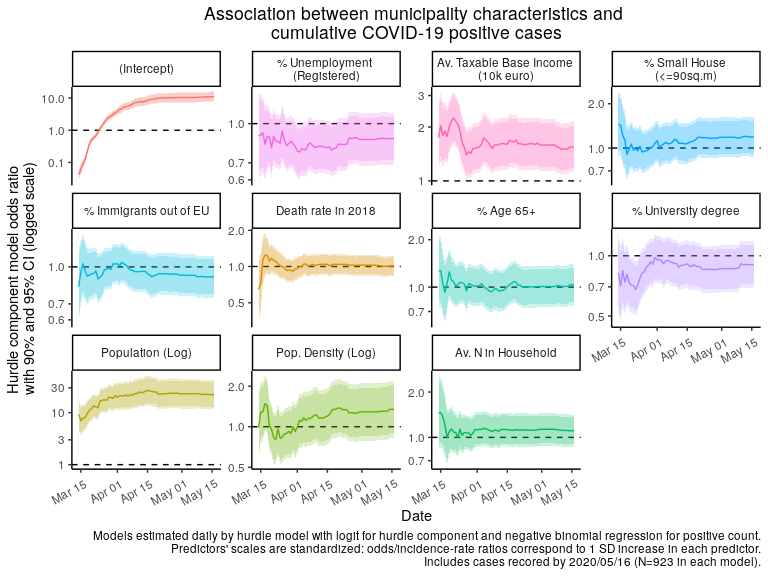 Association between municipality characteristics and
cumulative COVID-19 positive cases
Hurdle component model odds ratio
with 90% and 95% CI (logged scale)
(Intercept)
10.0
1.0
0.1
% Unemployment
(Registered)
1.0
0.7
0.6
Av. Taxable Base Income
(10k euro)
3
2
1
% Small House
(<=90sq.m)
2.0
1.0
0.7
% Immigrants out of EU
1.0
0.7
0.6
Death rate in 2018
2.0
1.0
0.5
% Age 65+
2.0
1.0
0.7
% University degree
1.0
0.7
0.5
Mar 15 Apr 01 May 01 May 15
Population (Log)
30
10
3
1
Mar 15 Apr 01 Apr 15 May 01 May 15
Pop. Density (Log)
2.0
1.0
0.5
Mar 15 Apr 01 Apr 15 May 01 May 15
Av. N in Household
2.0
1.0
0.7
Mar 15 Apr 01 Apr 15 May 01 May 15
Date
Models estimated daily by hurdle model with logit for hurdle component and negative binomial regression for positive count.
Predictors' scales are standardized: odds/incidence-rate ratios correspond to 1 SD increase in each predictor.
Includes cases recored by 2020/05/16 (N=923 in each model).